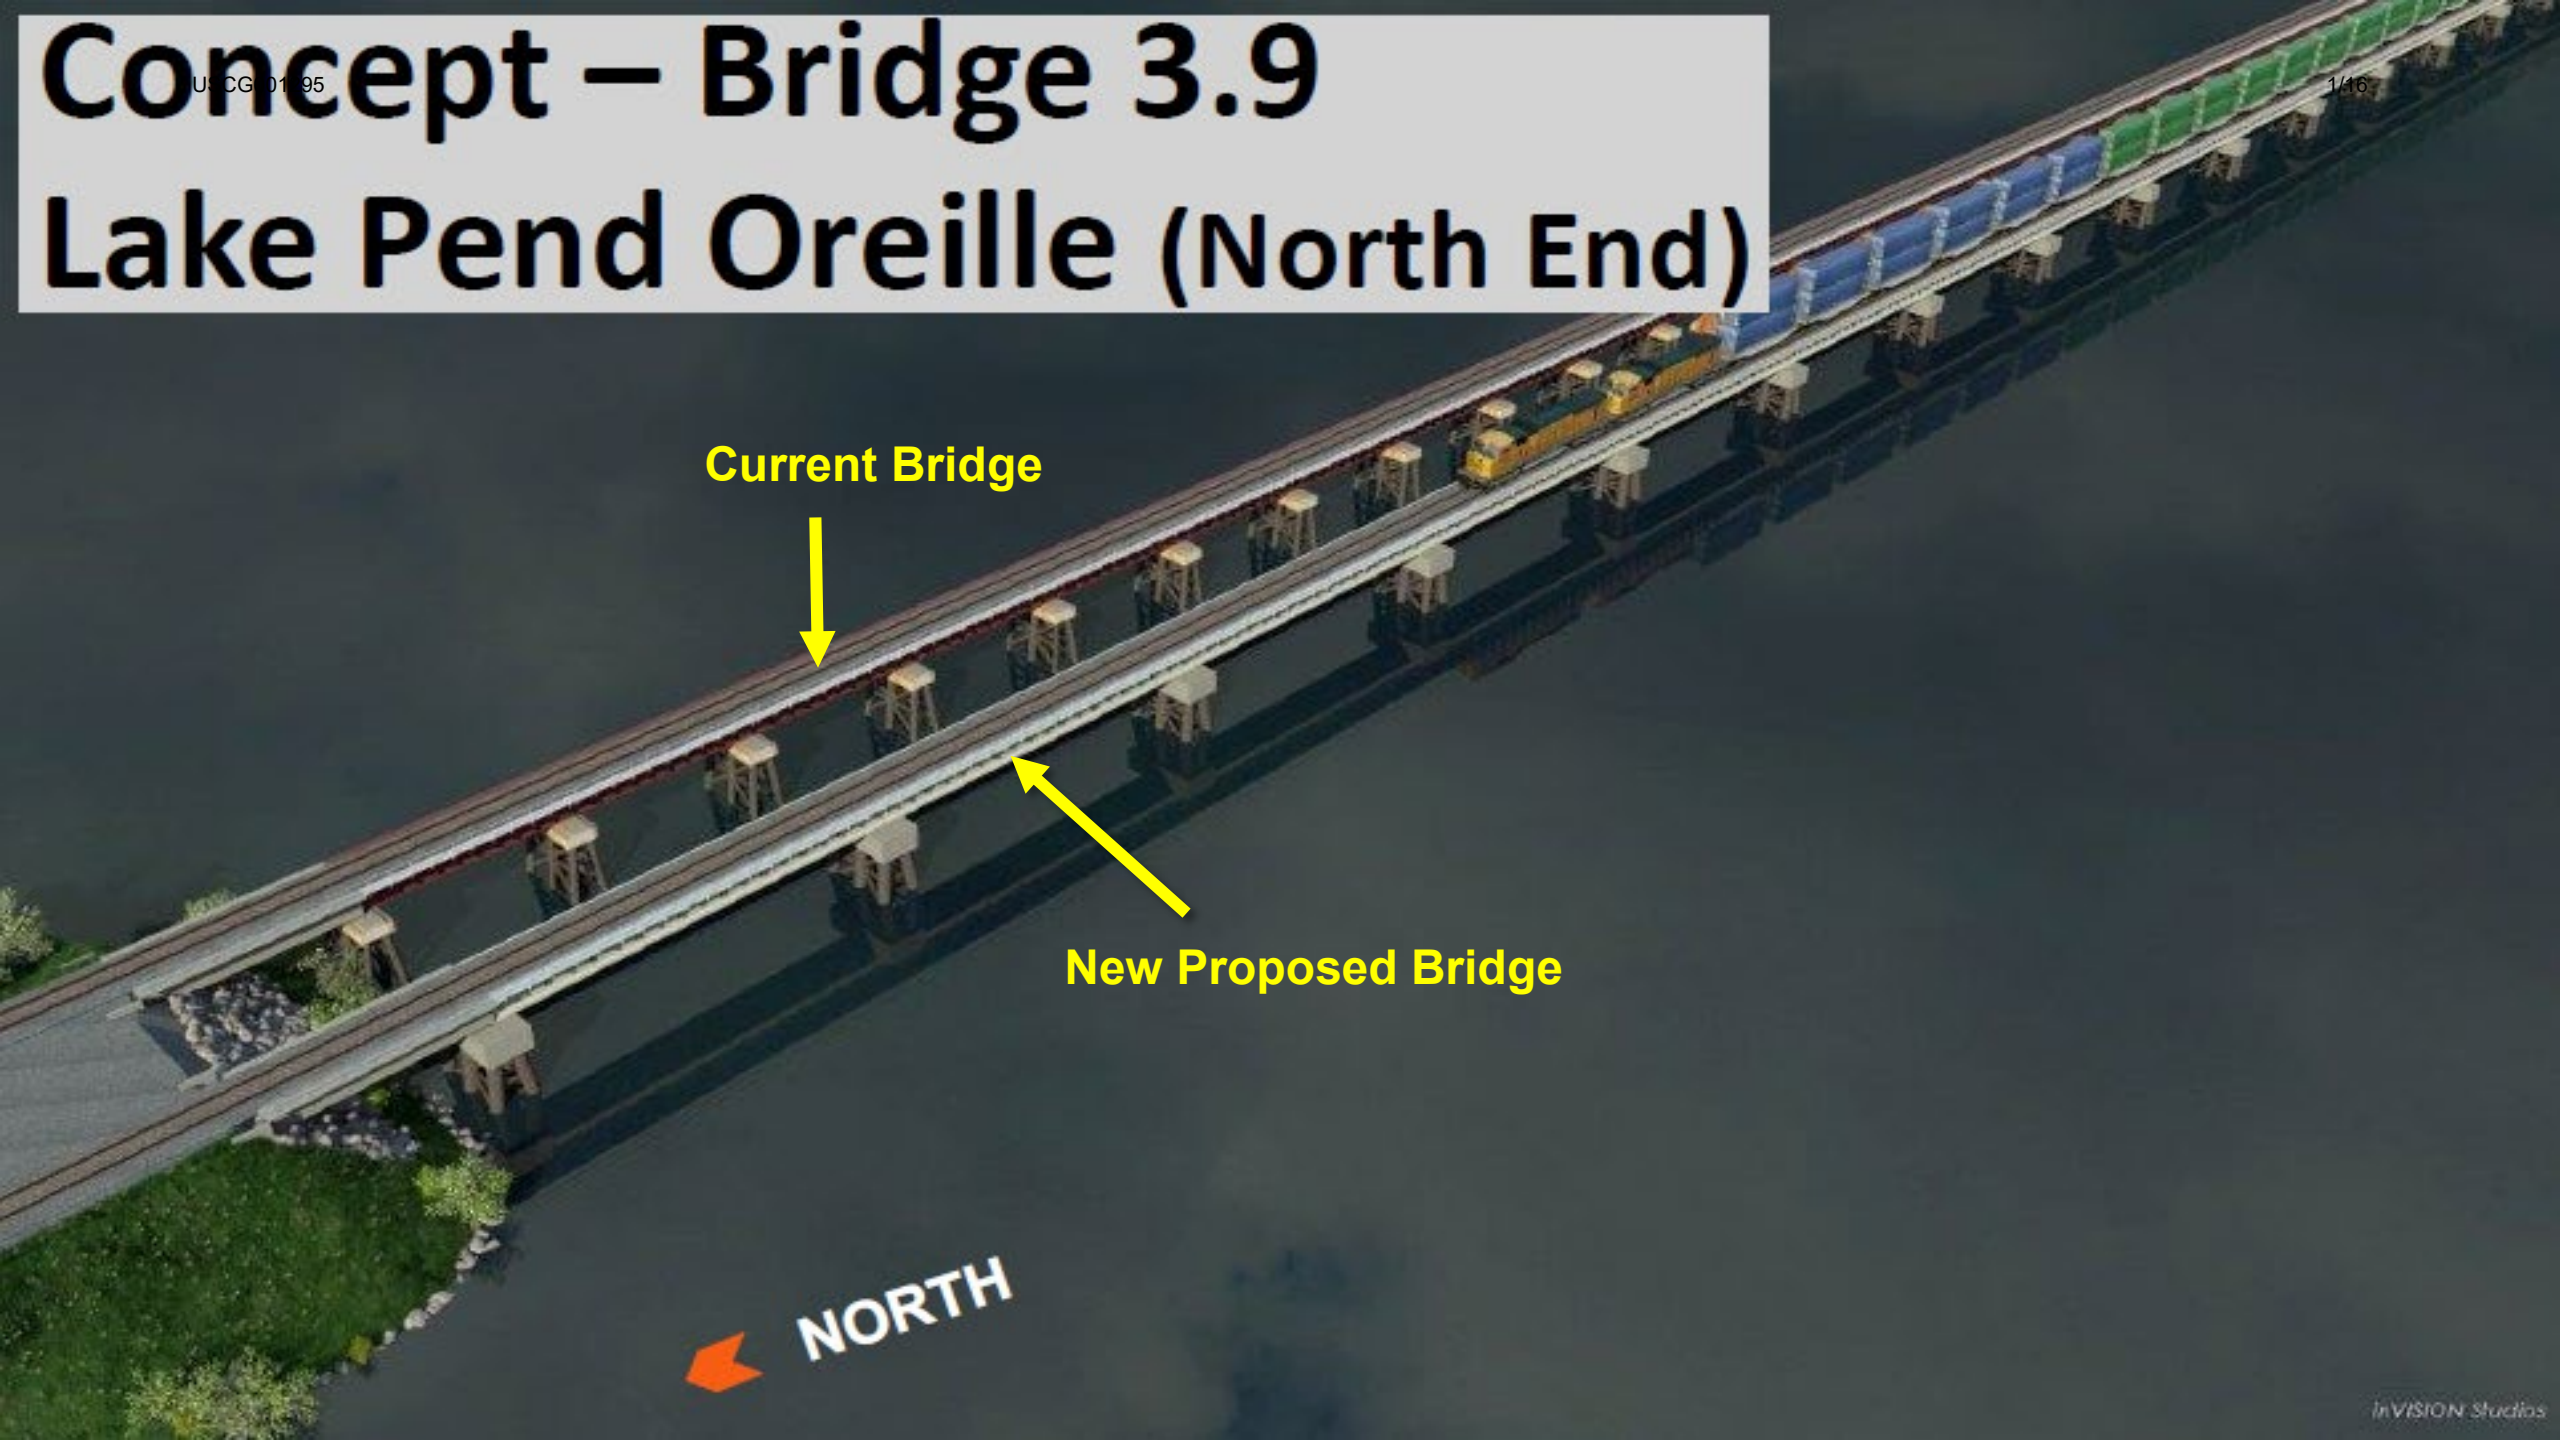 Concept – Bridge 3.9
1/16
Lake Pend Oreille (North End)
Current Bridge
New Proposed Bridge
NORTH
inVISION Studios